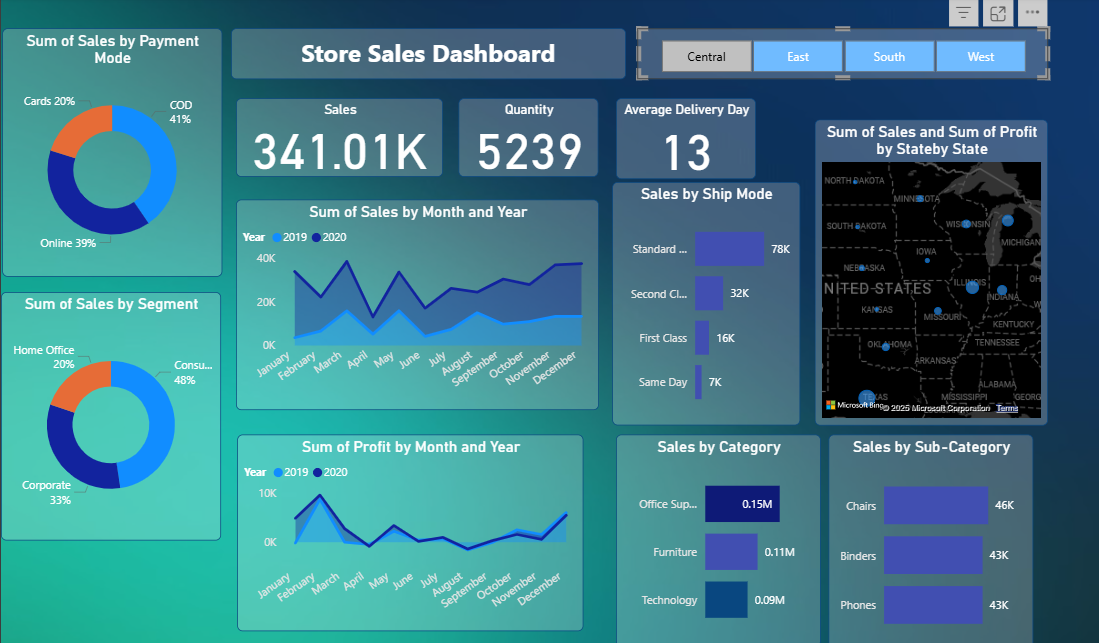 Sum of Sales by Payment
Mode
Cards 20%
COD
41%
Online 39%
Store Sales Dashboard
Central
East
South
West
Sales
341.01K
Quantity
5239
Average Delivery Day
13
Sum of Sales and Sum of Profit
by Stateby State
NORTH DAKOTA
MINNESOTA
SOUTH DAKOTA
WISCONSIN
MICHIGAN
IOWA
NEBRASKA
NITED STATES
ILLINOIS
INDIANA
OH
KANSAS
MISSOURI
W
KENTUCKY
TENNESSEE
OKLAHOMA
ARKANSAS
ALABAMA
MISSISSIPPI
GEORG
TEXAS
Microsoft Bing
© 2025 Microsoft Corporation Terms
Sum of Sales by Month and Year
Year 2019 2020
40K
20K
0K
January
February
March
April
May
June
July
August
September
October
November
December
Sales by Ship Mode
Standard ... 78K
Second Cl... 32K
First Class 16K
Same Day 7K
Sum of Sales by Segment
Home Office
20%
Consu...
48%
Corporate
33%
Sum of Profit by Month and Year
Year 2019 2020
10K
0K
January
February
March
April
May
June
July
August
September
October
November
December
Sales by Category
Office Sup... 0.15M
Furniture 0.11M
Technology 0.09M
Sales by Sub-Category
Chairs 46K
Binders 43K
Phones 43K